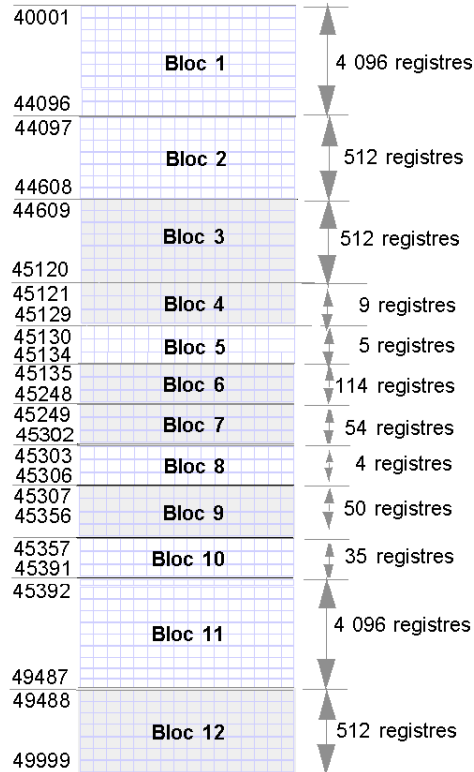 40001
Bloc 1
4 096 registres
44096
44097
Bloc 2
512 registres
44608
44609
Bloc 3
512 registres
45120
45121
Bloc 4
9 registres
45129
45130
Bloc 5
5 registres
45134
45135
Bloc 6
114 registres
45248
45249
Bloc 7
54 registres
45302
45303
Bloc 8
4 registres
45306
45307
Bloc 9
50 registres
45356
45357
Bloc 10
35 registres
45391
45392
Bloc 11
4 096 registres
49487
49488
Bloc 12
512 registres
49999